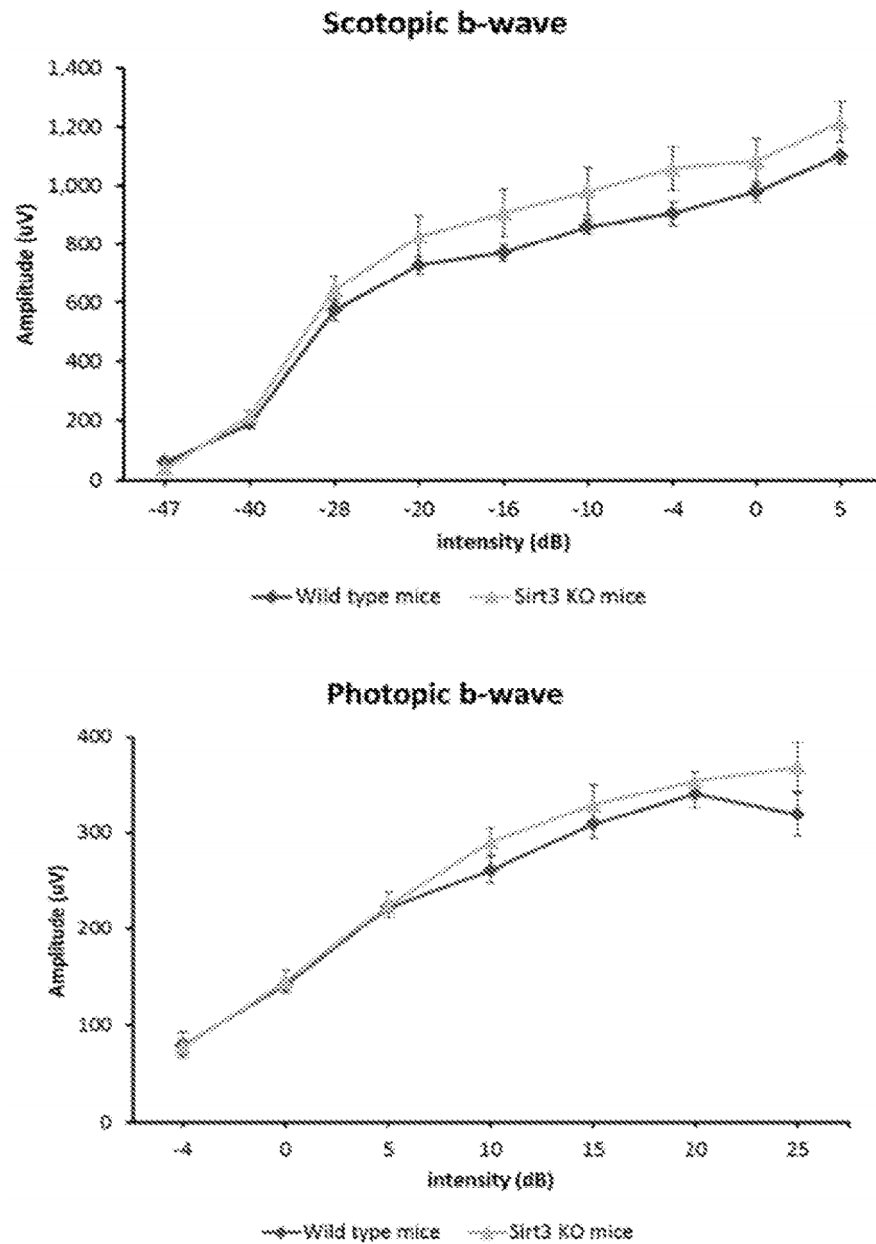 Scotopic b-wave
1,400
1,200
1,000
800
600
400
200
0
Amplitude (uV)
-47 -40 -28 -20 -16 -10 -4 0 5
intensity (dB)
Wild type mice Sirt3 KO mice
Photopic b-wave
400
300
200
100
0
Amplitude (uV)
-4 0 5 10 15 20 25
intensity (dB)
Wild type mice Sirt3 KO mice